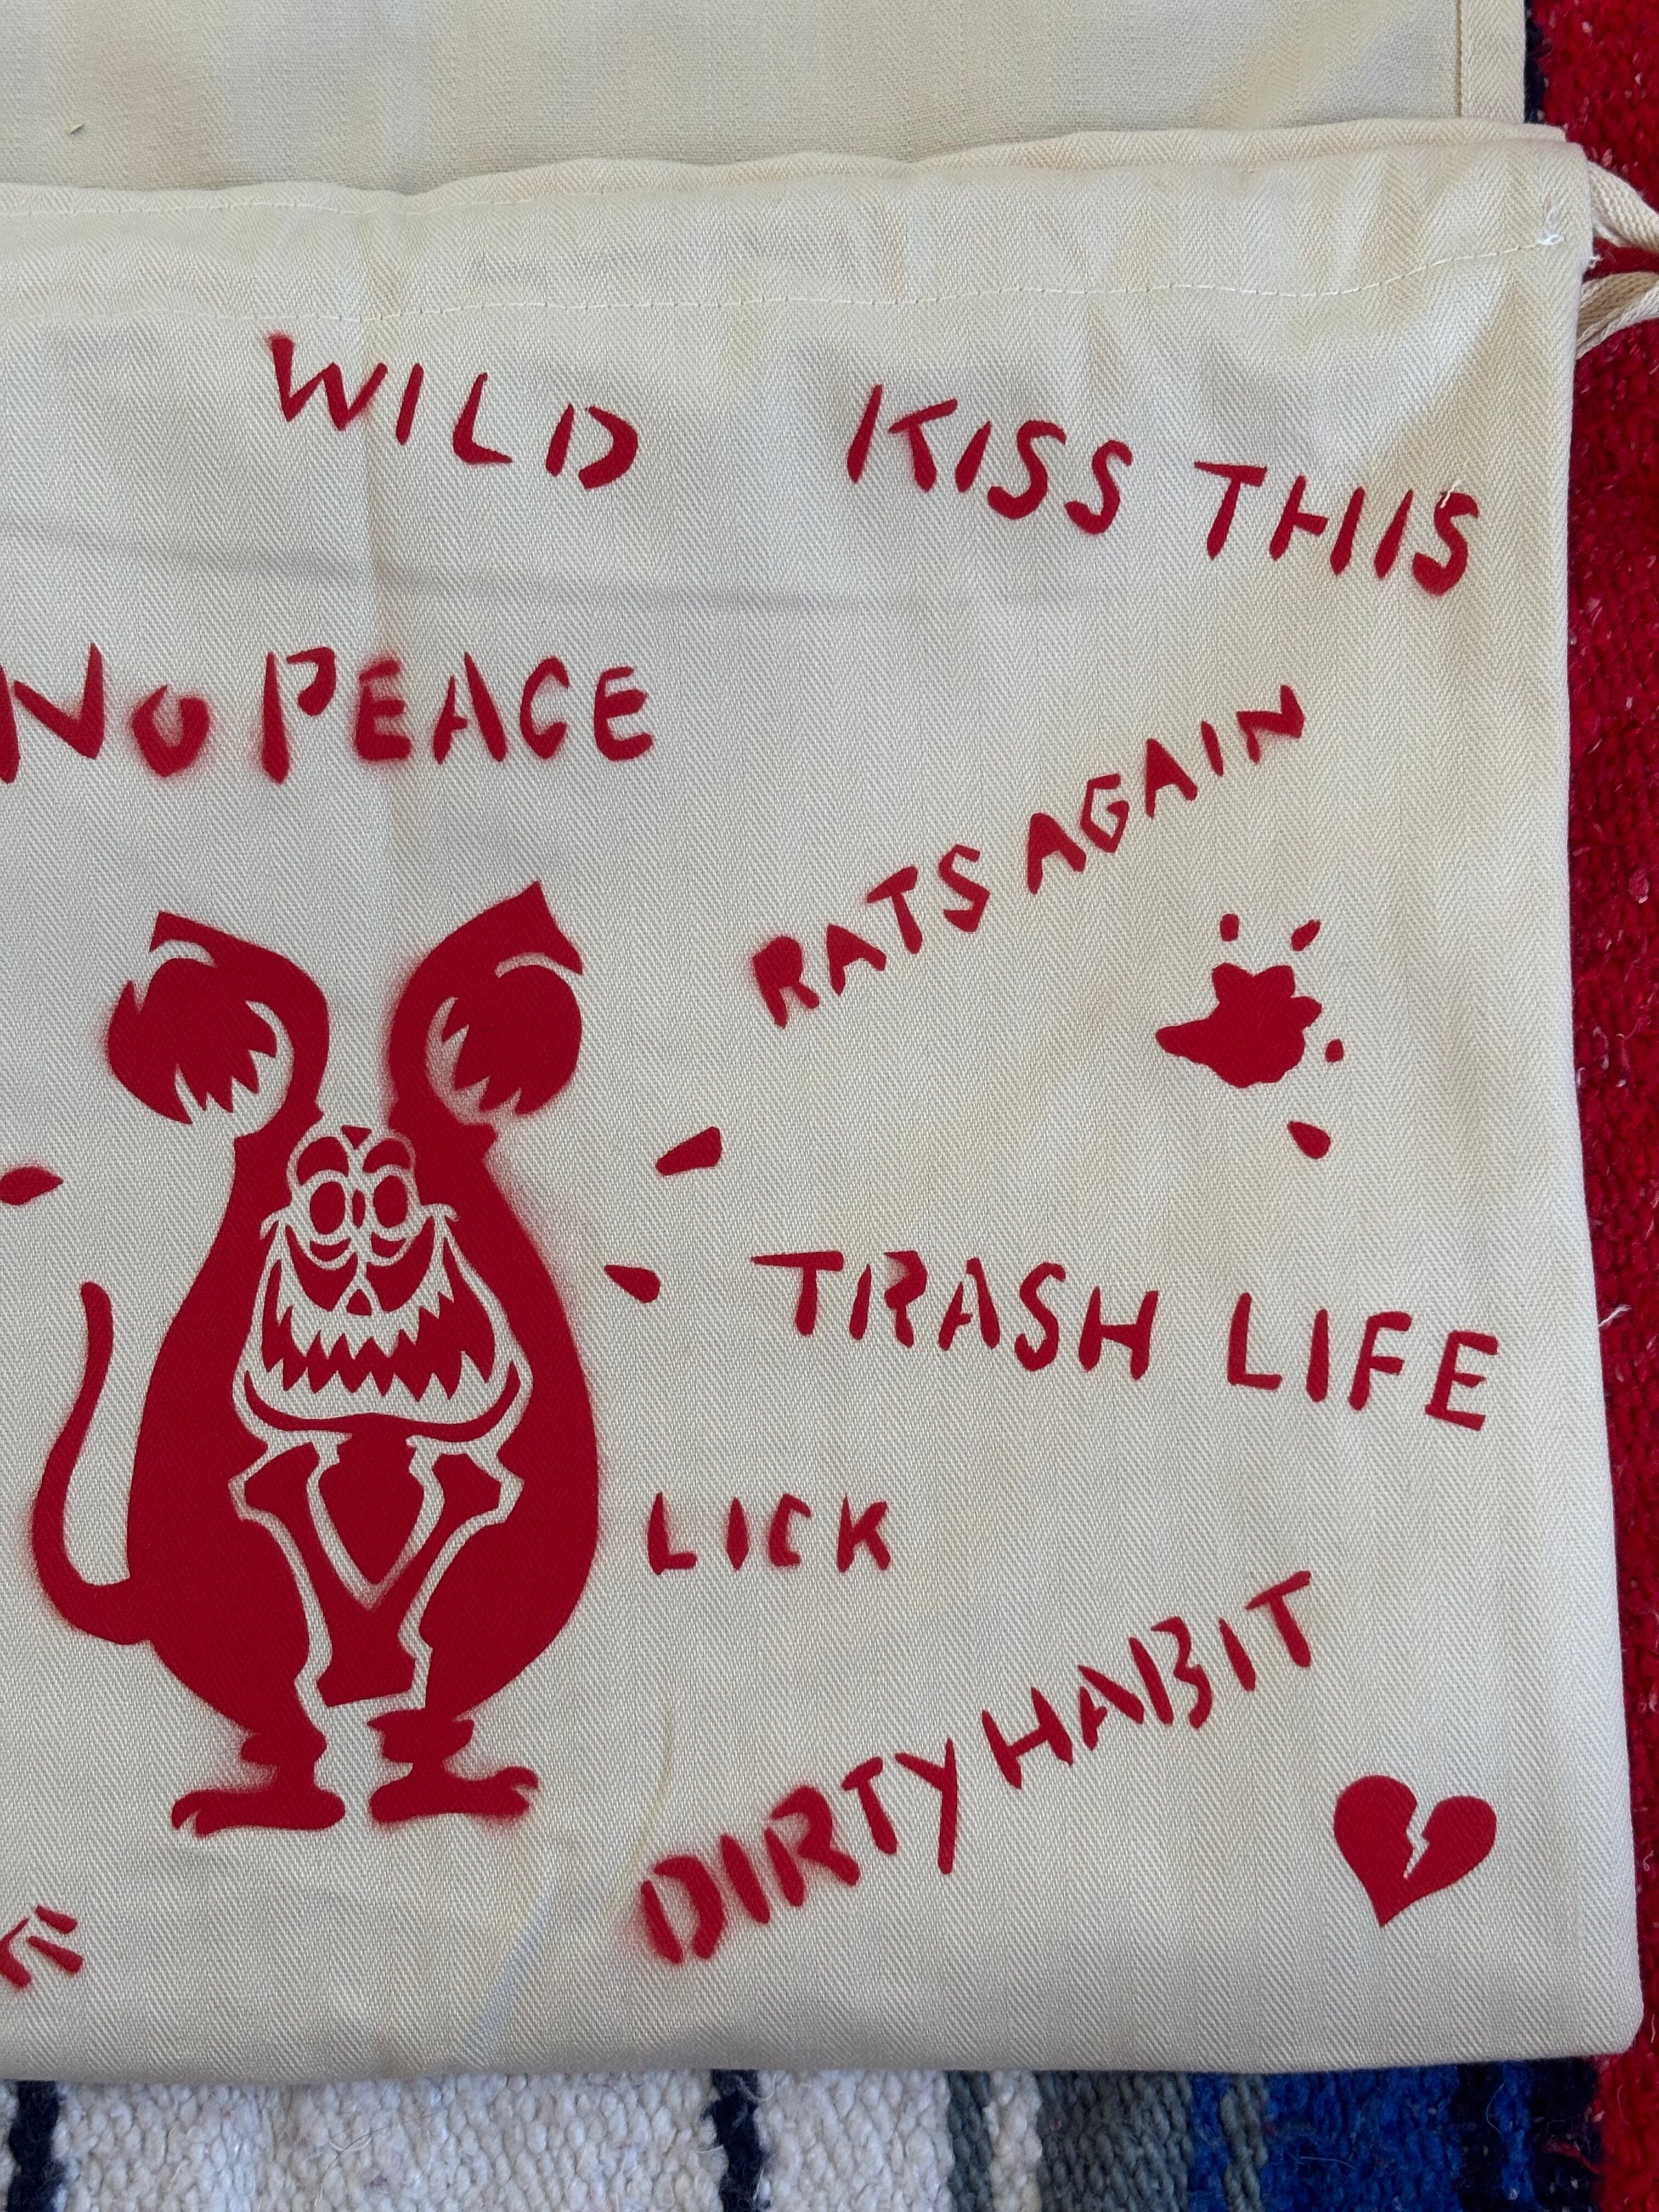 WILD
KISS THIS
NO PEACE
RATS AGAIN
TRASH LIFE
LICK
DIRTY HABIT